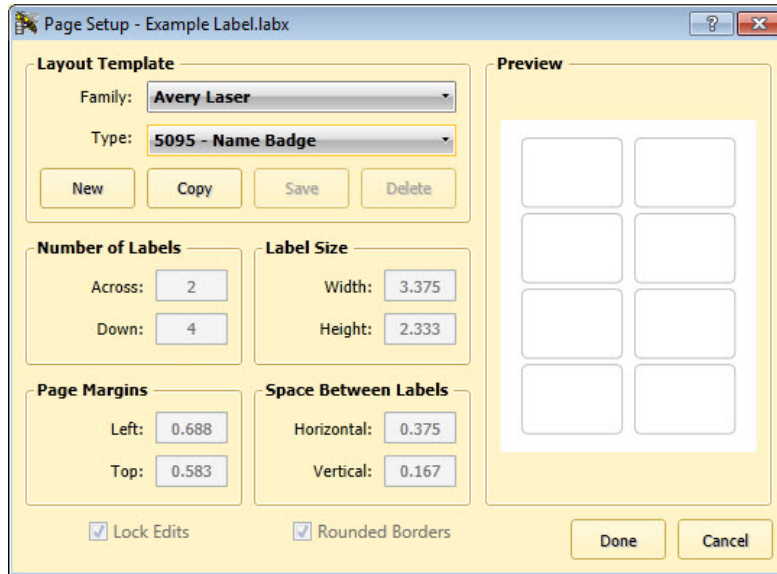 Page Setup - Example Label.labx
Layout Template
Family: Avery Laser
Type: 5095 - Name Badge
New Copy Save Delete
Preview
Number of Labels
Across: 2
Down: 4
Label Size
Width: 3.375
Height: 2.333
Page Margins
Left: 0.688
Top: 0.583
Space Between Labels
Horizontal: 0.375
Vertical: 0.167
Lock Edits
Rounded Borders
Done Cancel